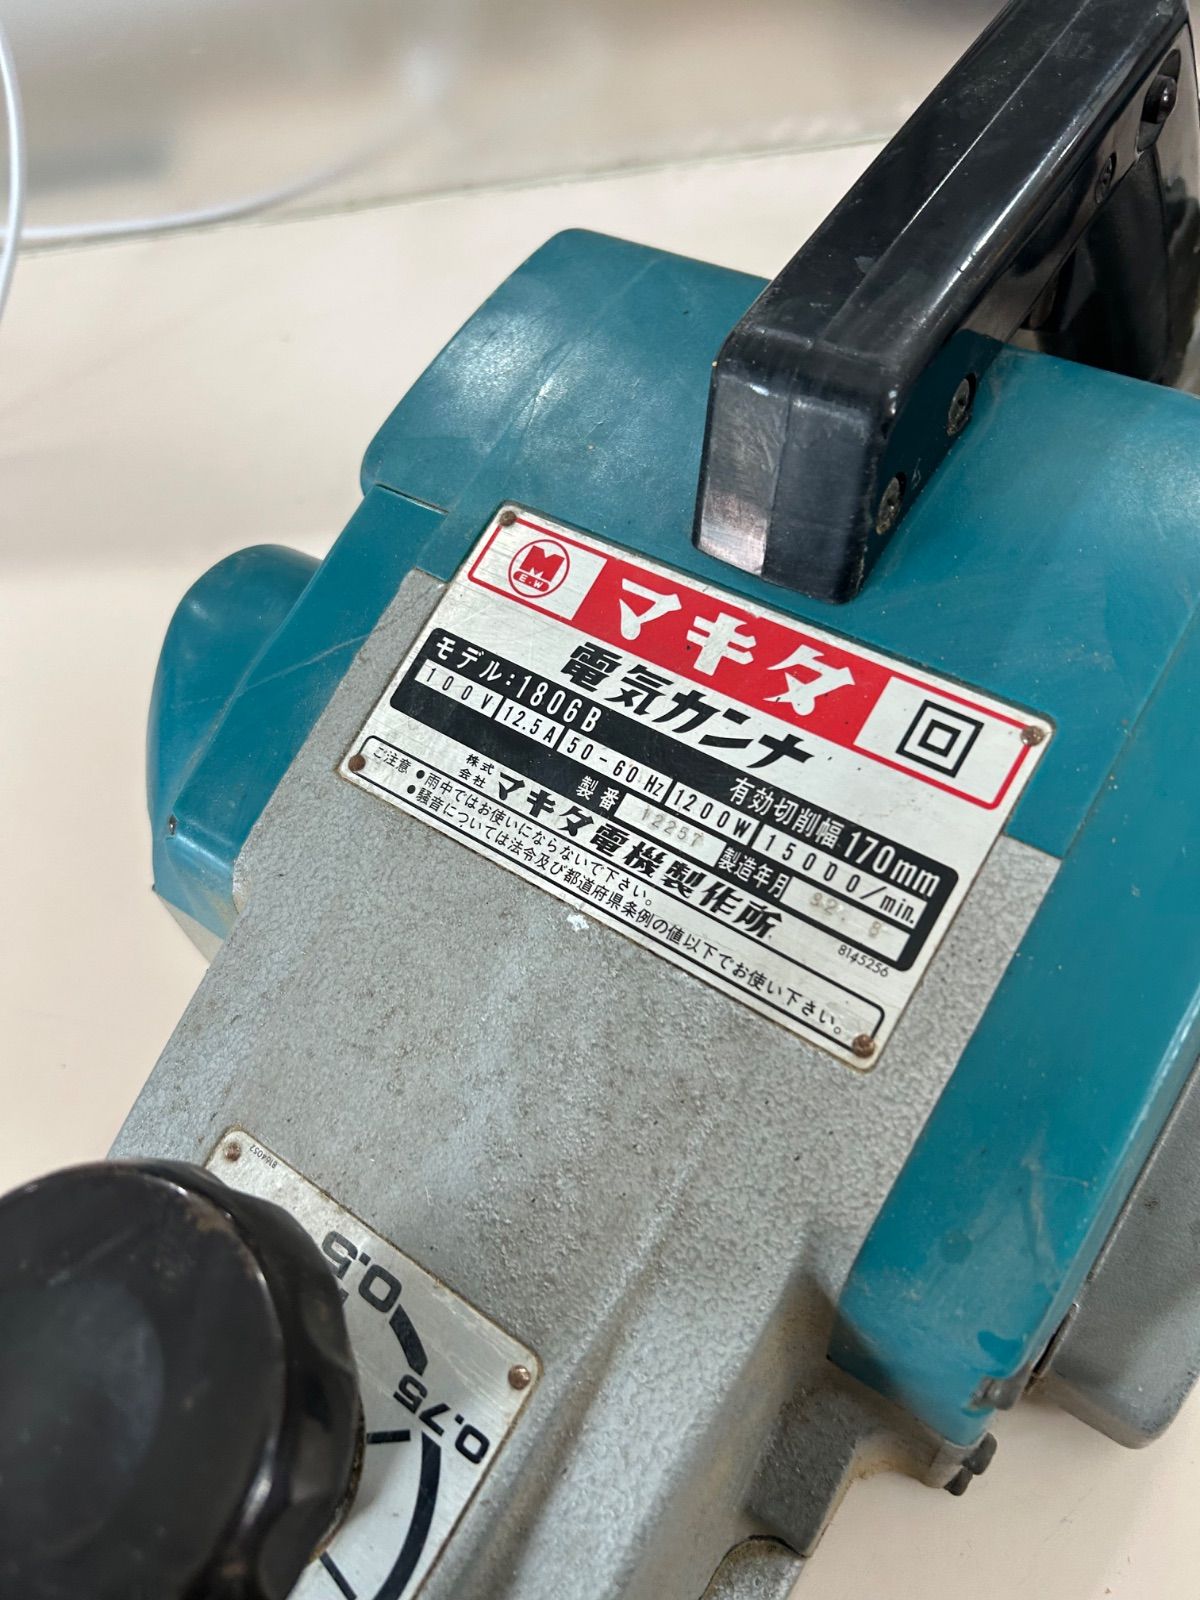 M
E.W
マキタ
電気カンナ
モデル:1806B 有効切削幅 170mm
100V 12.5A 50-60Hz 1200W 15000/min.
製番 製造年月
株式会社 マキタ電機製作所
8145256
ご注意 ●雨中ではお使いにならないで下さい。
●騒音については法令及び都道府県条例の値以下でお使い下さい。
0.5
0.75